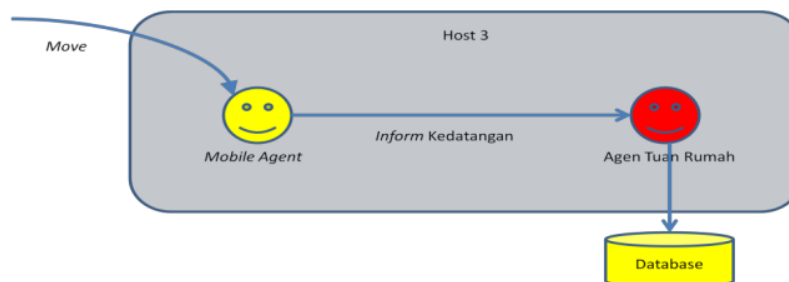 Host 3
Move
Inform Kedatangan
Mobile Agent
Agen Tuan Rumah
Database